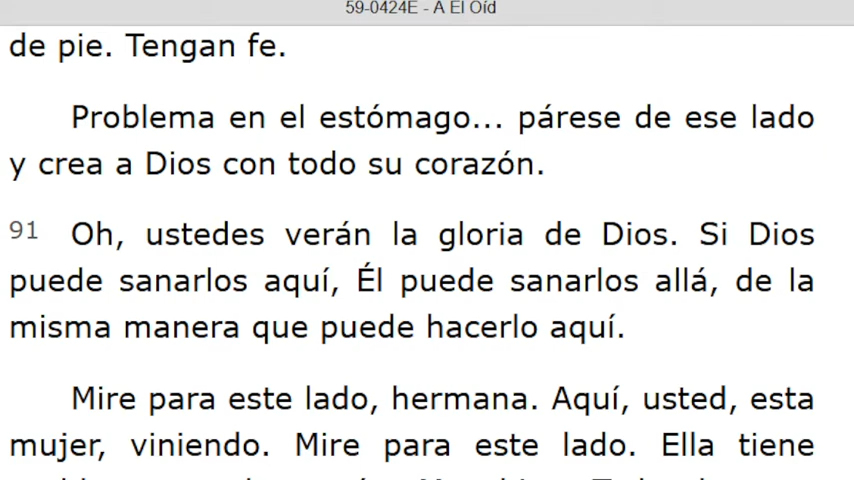 59-0424E - A El Oíd
de pie. Tengan fe.
Problema en el estómago... párese de ese lado
y crea a Dios con todo su corazón.
91 Oh, ustedes verán la gloria de Dios. Si Dios
puede sanarlos aquí, Él puede sanarlos allá, de la
misma manera que puede hacerlo aquí.
Mire para este lado, hermana. Aquí, usted, esta
mujer, viniendo. Mire para este lado. Ella tiene